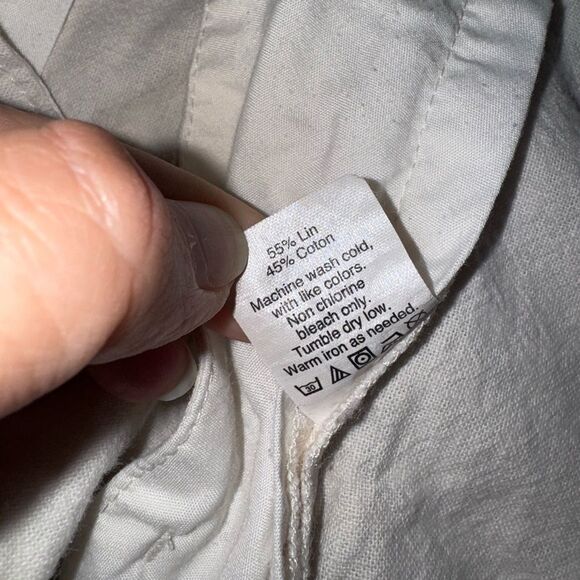 55% Lin
45% Coton
Machine wash cold,
with like colors.
Non chlorine
bleach only.
Tumble dry low.
Warm iron as needed.
30